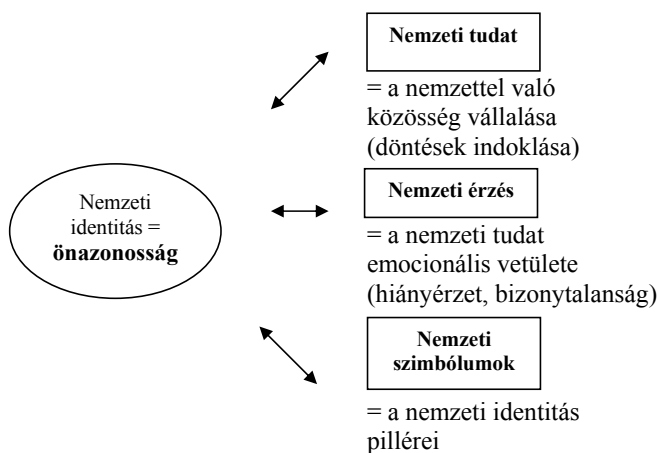 Nemzeti tudat
= a nemzettel való
közösség vállalása
(döntések indoklása)
Nemzeti
identitás =
önazonosság
Nemzeti érzés
= a nemzeti tudat
emocionális vetülete
(hiányérzet, bizonytalanság)
Nemzeti
szimbólumok
= a nemzeti identitás
pillérei